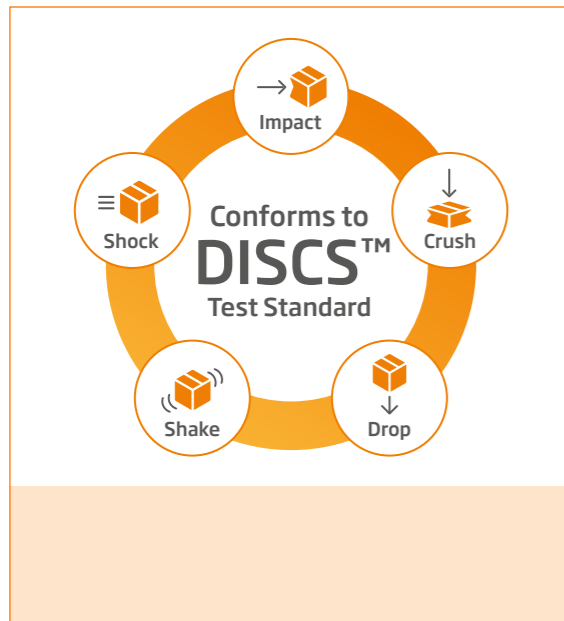 Impact
Shock
Crush
Conforms to
DISCS™
Test Standard
Shake
Drop